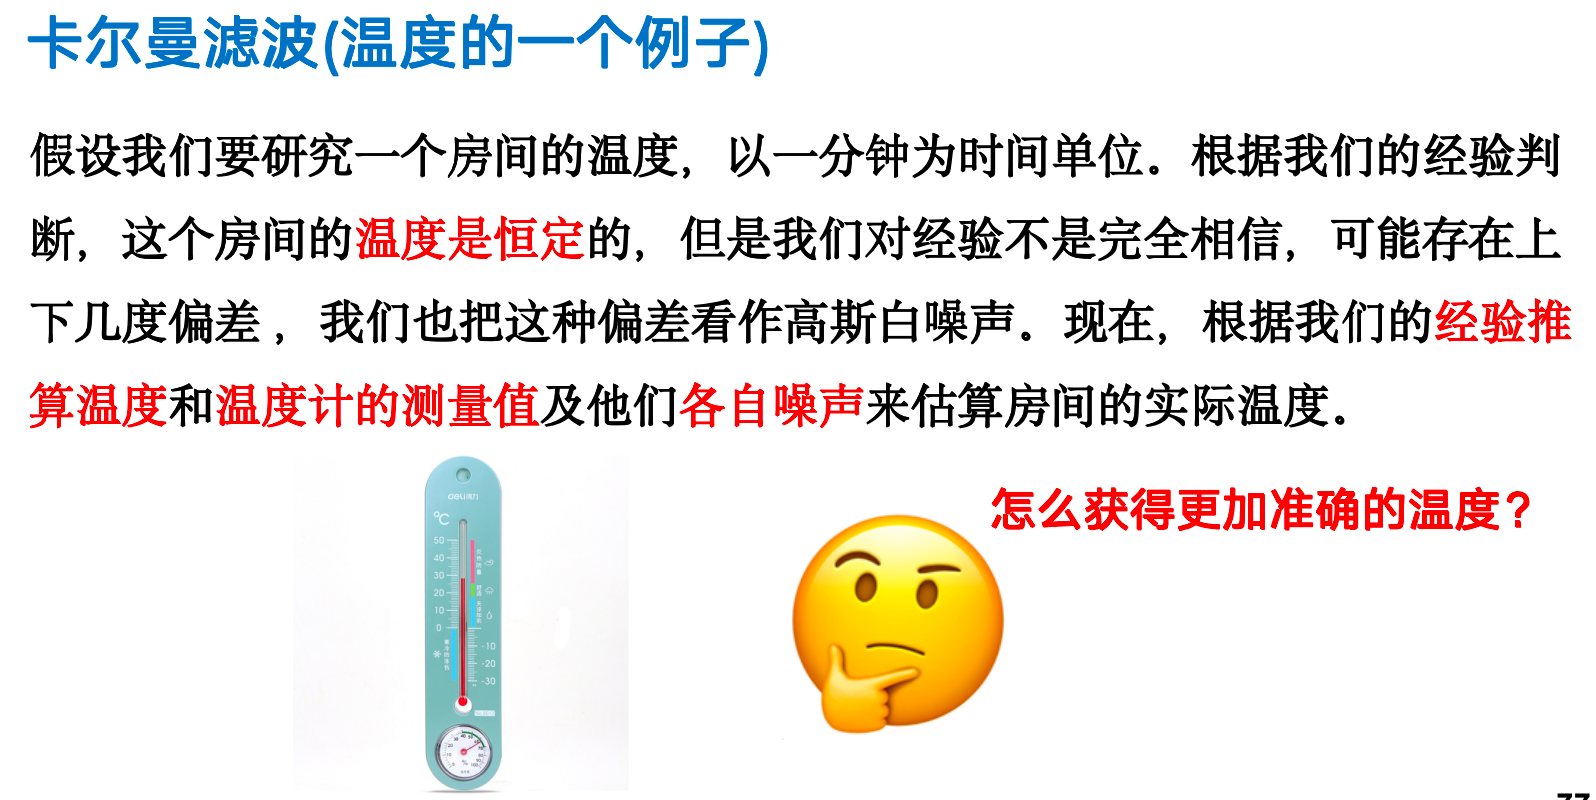 卡尔曼滤波(温度的一个例子)
假设我们要研究一个房间的温度，以一分钟为时间单位。根据我们的经验判
断，这个房间的温度是恒定的，但是我们对经验不是完全相信，可能存在上
下几度偏差，我们也把这种偏差看作高斯白噪声。现在，根据我们的经验推
算温度和温度计的测量值及他们各自噪声来估算房间的实际温度。
怎么获得更加准确的温度？
deli得力
℃
50
40
30
20
10
0
-10
-20
-30